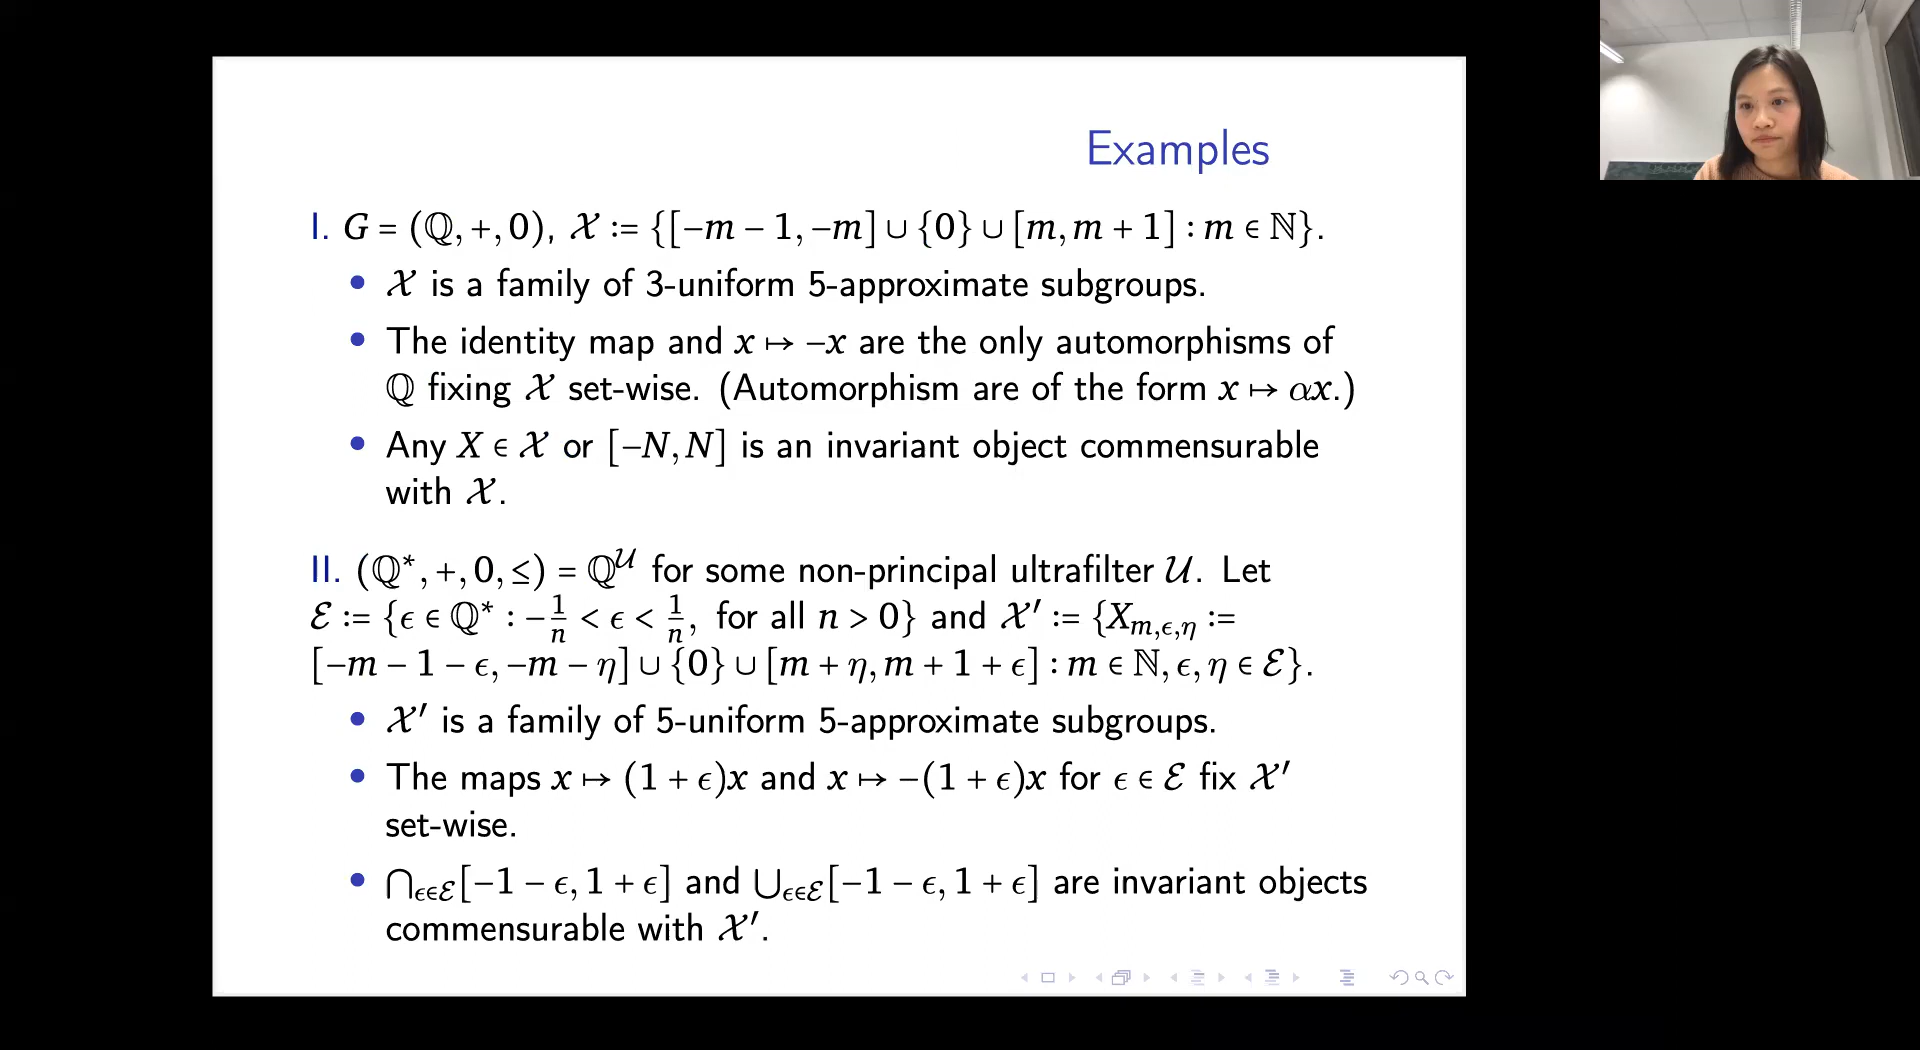 Examples
I. G = (ℚ, +, 0), 𝒳 := {[−m − 1, −m] ∪ {0} ∪ [m, m + 1] : m ∈ ℕ}.
• 𝒳 is a family of 3-uniform 5-approximate subgroups.
• The identity map and x ↦ −x are the only automorphisms of
ℚ fixing 𝒳 set-wise. (Automorphism are of the form x ↦ αx.)
• Any X ∈ 𝒳 or [−N, N] is an invariant object commensurable
with 𝒳.
II. (ℚ*, +, 0, ≤) = ℚ^𝒰 for some non-principal ultrafilter 𝒰. Let
ℰ := {ϵ ∈ ℚ* : −1/n < ϵ < 1/n, for all n > 0} and 𝒳′ := {X_{m,ϵ,η} :=
[−m − 1 − ϵ, −m − η] ∪ {0} ∪ [m + η, m + 1 + ϵ] : m ∈ ℕ, ϵ, η ∈ ℰ}.
• 𝒳′ is a family of 5-uniform 5-approximate subgroups.
• The maps x ↦ (1 + ϵ)x and x ↦ −(1 + ϵ)x for ϵ ∈ ℰ fix 𝒳′
set-wise.
• ⋂_{ϵ∈ℰ}[−1 − ϵ, 1 + ϵ] and ⋃_{ϵ∈ℰ}[−1 − ϵ, 1 + ϵ] are invariant objects
commensurable with 𝒳′.